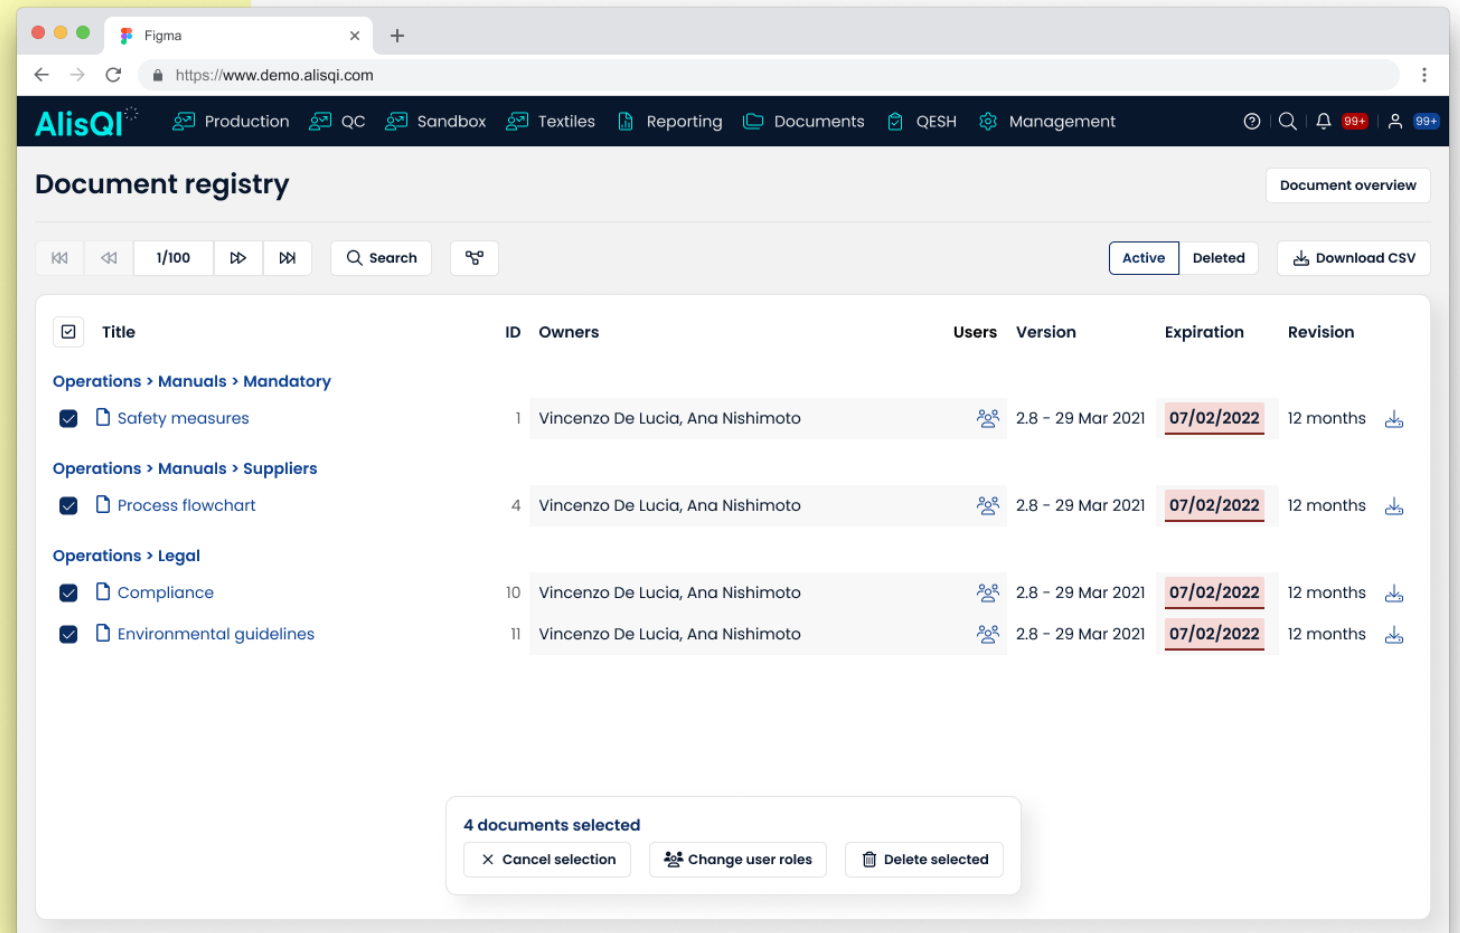 Figma
https://www.demo.alisqi.com
AlisQI Production QC Sandbox Textiles Reporting Documents QESH Management 99+ 99+
Document registry Document overview
1/100 Search Active Deleted Download CSV
Title ID Owners Users Version Expiration Revision
Operations > Manuals > Mandatory
Safety measures 1 Vincenzo De Lucia, Ana Nishimoto 2.8 - 29 Mar 2021 07/02/2022 12 months
Operations > Manuals > Suppliers
Process flowchart 4 Vincenzo De Lucia, Ana Nishimoto 2.8 - 29 Mar 2021 07/02/2022 12 months
Operations > Legal
Compliance 10 Vincenzo De Lucia, Ana Nishimoto 2.8 - 29 Mar 2021 07/02/2022 12 months
Environmental guidelines 11 Vincenzo De Lucia, Ana Nishimoto 2.8 - 29 Mar 2021 07/02/2022 12 months
4 documents selected
Cancel selection Change user roles Delete selected